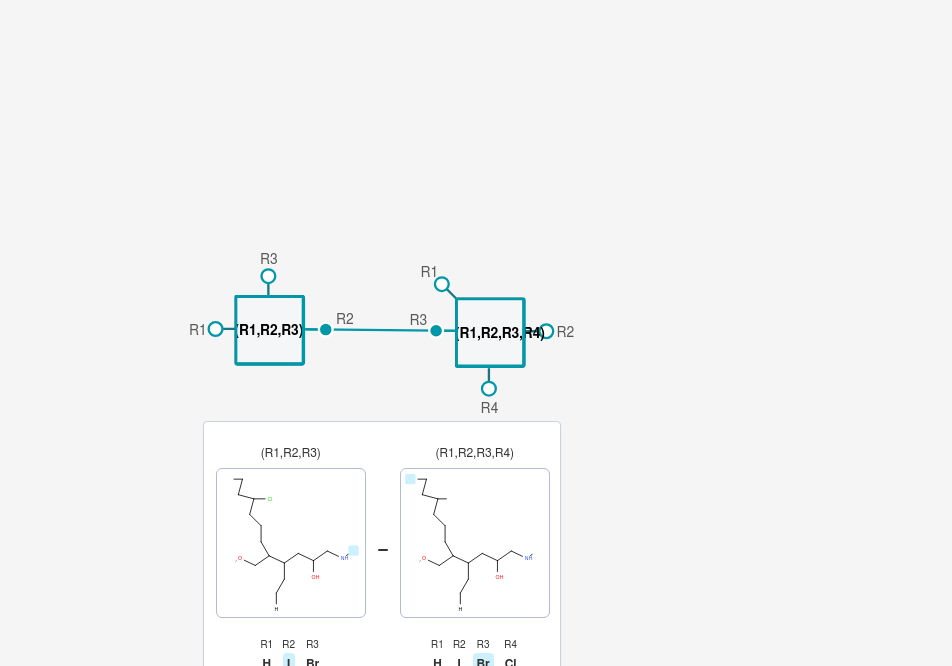 R3
R1
R1 (R1,R2,R3) R2
R3 (R1,R2,R3,R4) R2
R4
(R1,R2,R3) (R1,R2,R3,R4)
Cl
O NH
OH
H
O NH
OH
H
R1 R2 R3 R1 R2 R3 R4
H I Br H I Br Cl